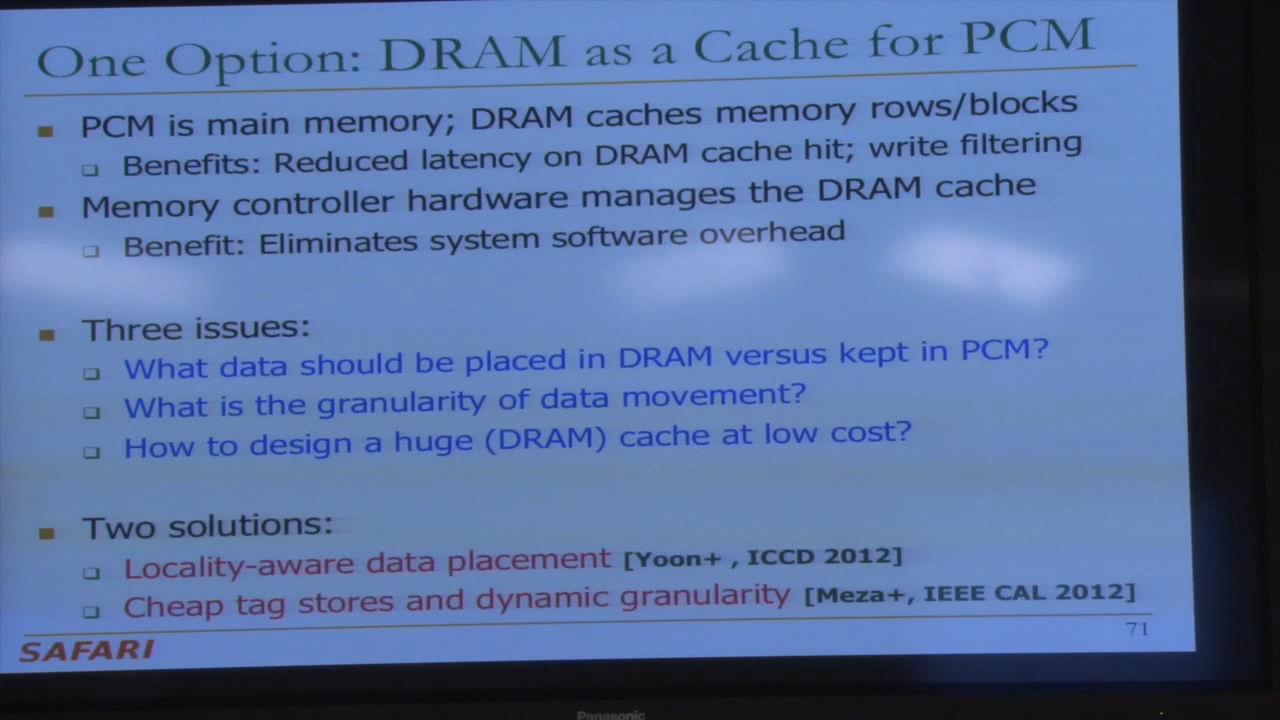 One Option: DRAM as a Cache for PCM
PCM is main memory; DRAM caches memory rows/blocks
Benefits: Reduced latency on DRAM cache hit; write filtering
Memory controller hardware manages the DRAM cache
Benefit: Eliminates system software overhead
Three issues:
What data should be placed in DRAM versus kept in PCM?
What is the granularity of data movement?
How to design a huge (DRAM) cache at low cost?
Two solutions:
Locality-aware data placement [Yoon+ , ICCD 2012]
Cheap tag stores and dynamic granularity [Meza+, IEEE CAL 2012]
SAFARI
71
Panasonic